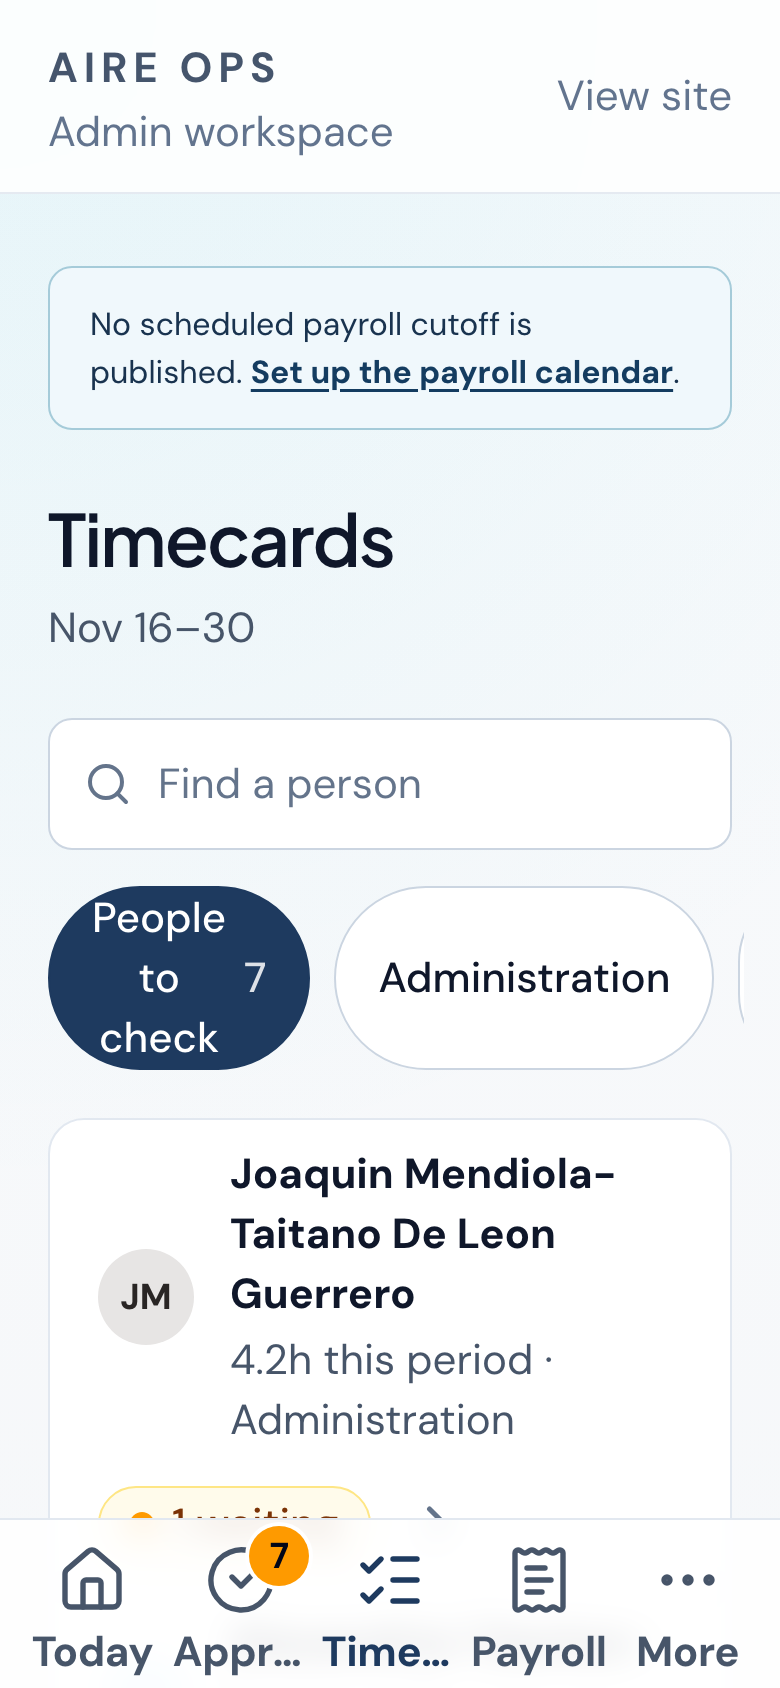 AIRE OPS
Admin workspace
View site
No scheduled payroll cutoff is
published. Set up the payroll calendar.
Timecards
Nov 16–30
Find a person
People
to
check
7
Administration
JM
Joaquin Mendiola-
Taitano De Leon
Guerrero
4.2h this period ·
Administration
1 waiting
7
Today
Appr...
Time...
Payroll
More